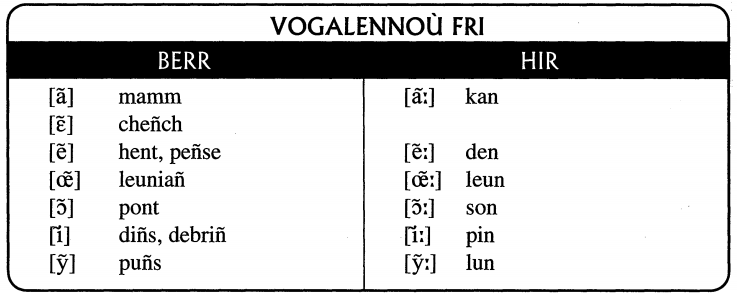 VOGALENNOÙ FRI
BERR HIR
[ã] mamm [ãː] kan
[ɛ̃] cheñch
[ẽ] hent, peñse [ẽː] den
[œ̃] leuniañ [œ̃ː] leun
[ɔ̃] pont [ɔ̃ː] son
[ĩ] diñs, debriñ [ĩː] pin
[ỹ] puñs [ỹː] lun